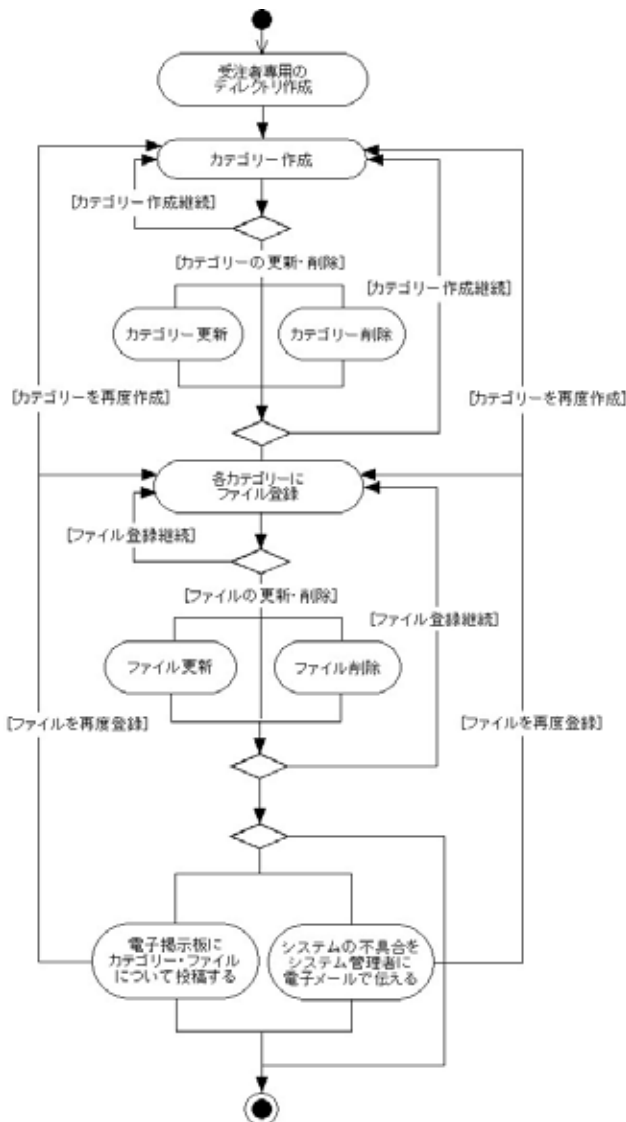 受注者専用の
ディレクトリ作成
カテゴリー作成
[カテゴリー作成継続]
[カテゴリーの更新・削除]
[カテゴリー作成継続]
カテゴリー更新
カテゴリー削除
[カテゴリーを再度作成]
[カテゴリーを再度作成]
各カテゴリーに
ファイル登録
[ファイル登録継続]
[ファイルの更新・削除]
[ファイル登録継続]
ファイル更新
ファイル削除
[ファイルを再度登録]
[ファイルを再度登録]
電子掲示板に
カテゴリー・ファイル
について投稿する
システムの不具合を
システム管理者に
電子メールで伝える